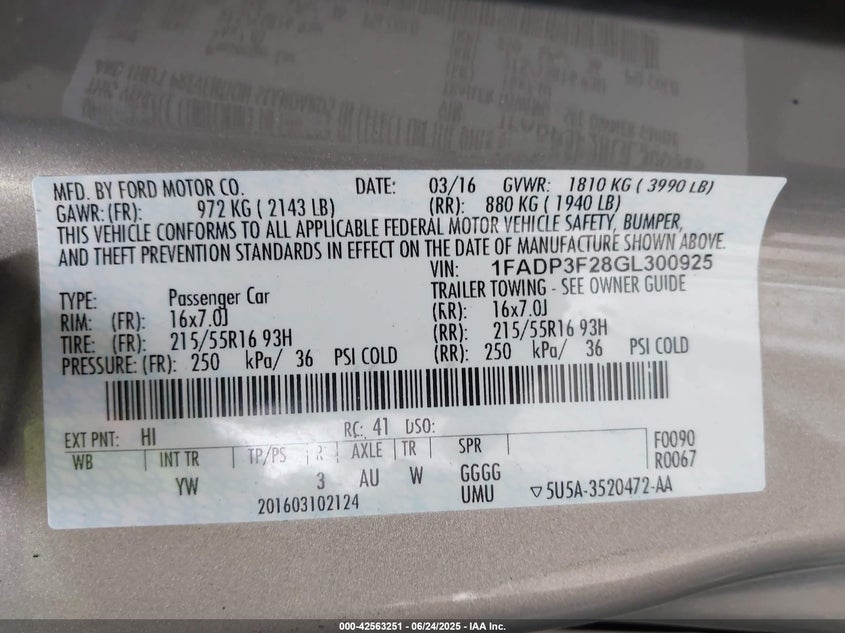 MFD. BY FORD MOTOR CO. DATE: 03/16 GVWR: 1810 KG ( 3990 LB)
GAWR: (FR): 972 KG ( 2143 LB) (RR): 880 KG ( 1940 LB)
THIS VEHICLE CONFORMS TO ALL APPLICABLE FEDERAL MOTOR VEHICLE SAFETY, BUMPER,
AND THEFT PREVENTION STANDARDS IN EFFECT ON THE DATE OF MANUFACTURE SHOWN ABOVE.
VIN: 1FADP3F28GL300925
TYPE: Passenger Car TRAILER TOWING - SEE OWNER GUIDE
RIM: (FR): 16x7.0J (RR): 16x7.0J
TIRE: (FR): 215/55R16 93H (RR): 215/55R16 93H
PRESSURE: (FR): 250 kPa/ 36 PSI COLD (RR): 250 kPa/ 36 PSI COLD
EXT PNT: HI RC: 41 DSO: F0090
WB INT TR TP/PS R AXLE TR SPR R0067
YW 3 AU W GGGG
201603102124 UMU ▽5U5A-3520472-AA
000-42563251 | 06/24/2025 | IAA Inc.